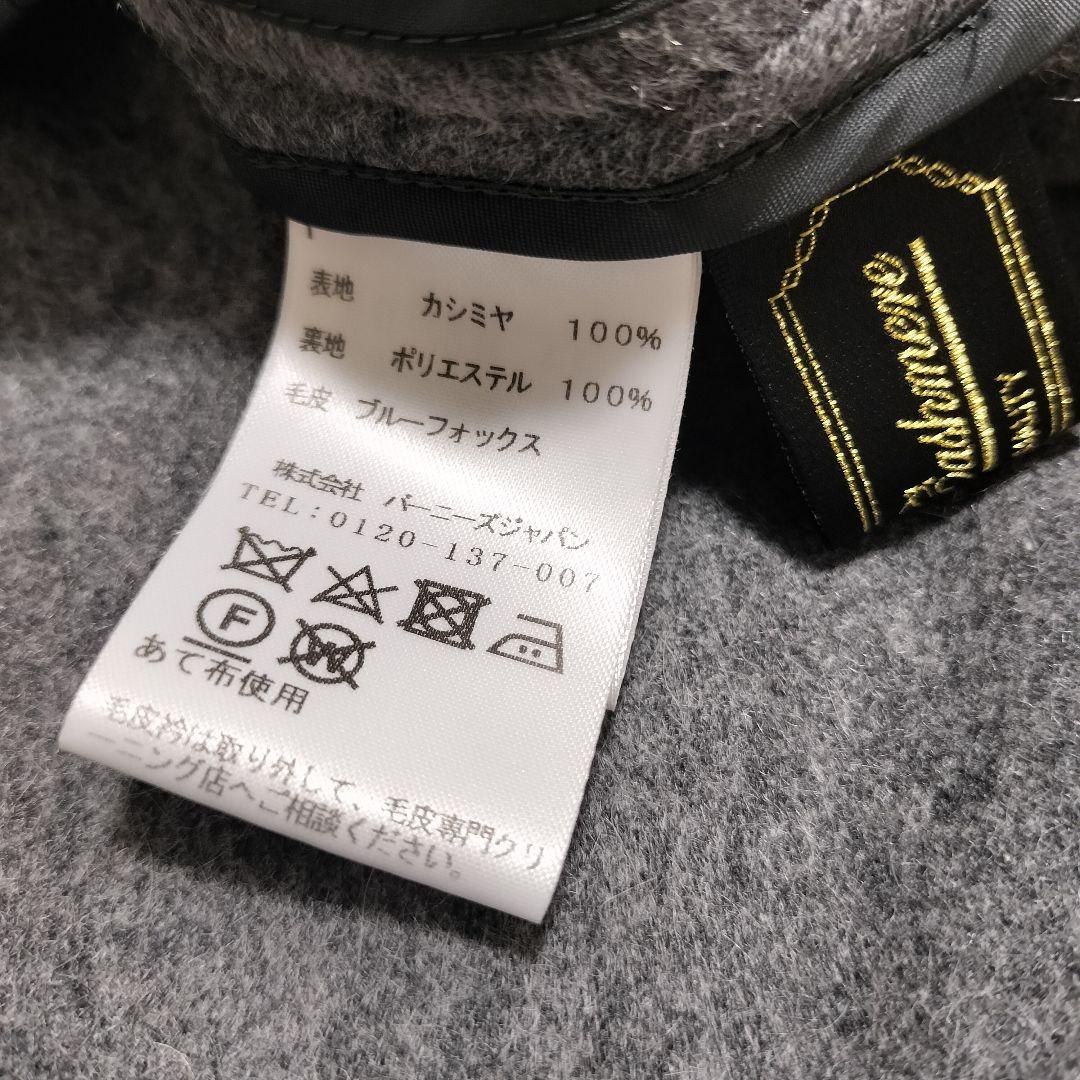 表地 カシミヤ 100%
裏地 ポリエステル 100%
毛皮 ブルーフォックス
株式会社 バーニーズジャパン
TEL:0120-137-007
F
W
あて布使用
毛皮衿は取り外して、毛皮専門クリ
ーニング店へご相談ください。